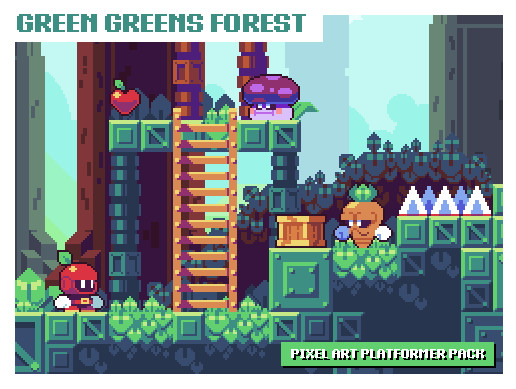 GREEN GREENS FOREST
PIXEL ART PLATFORMER PACK